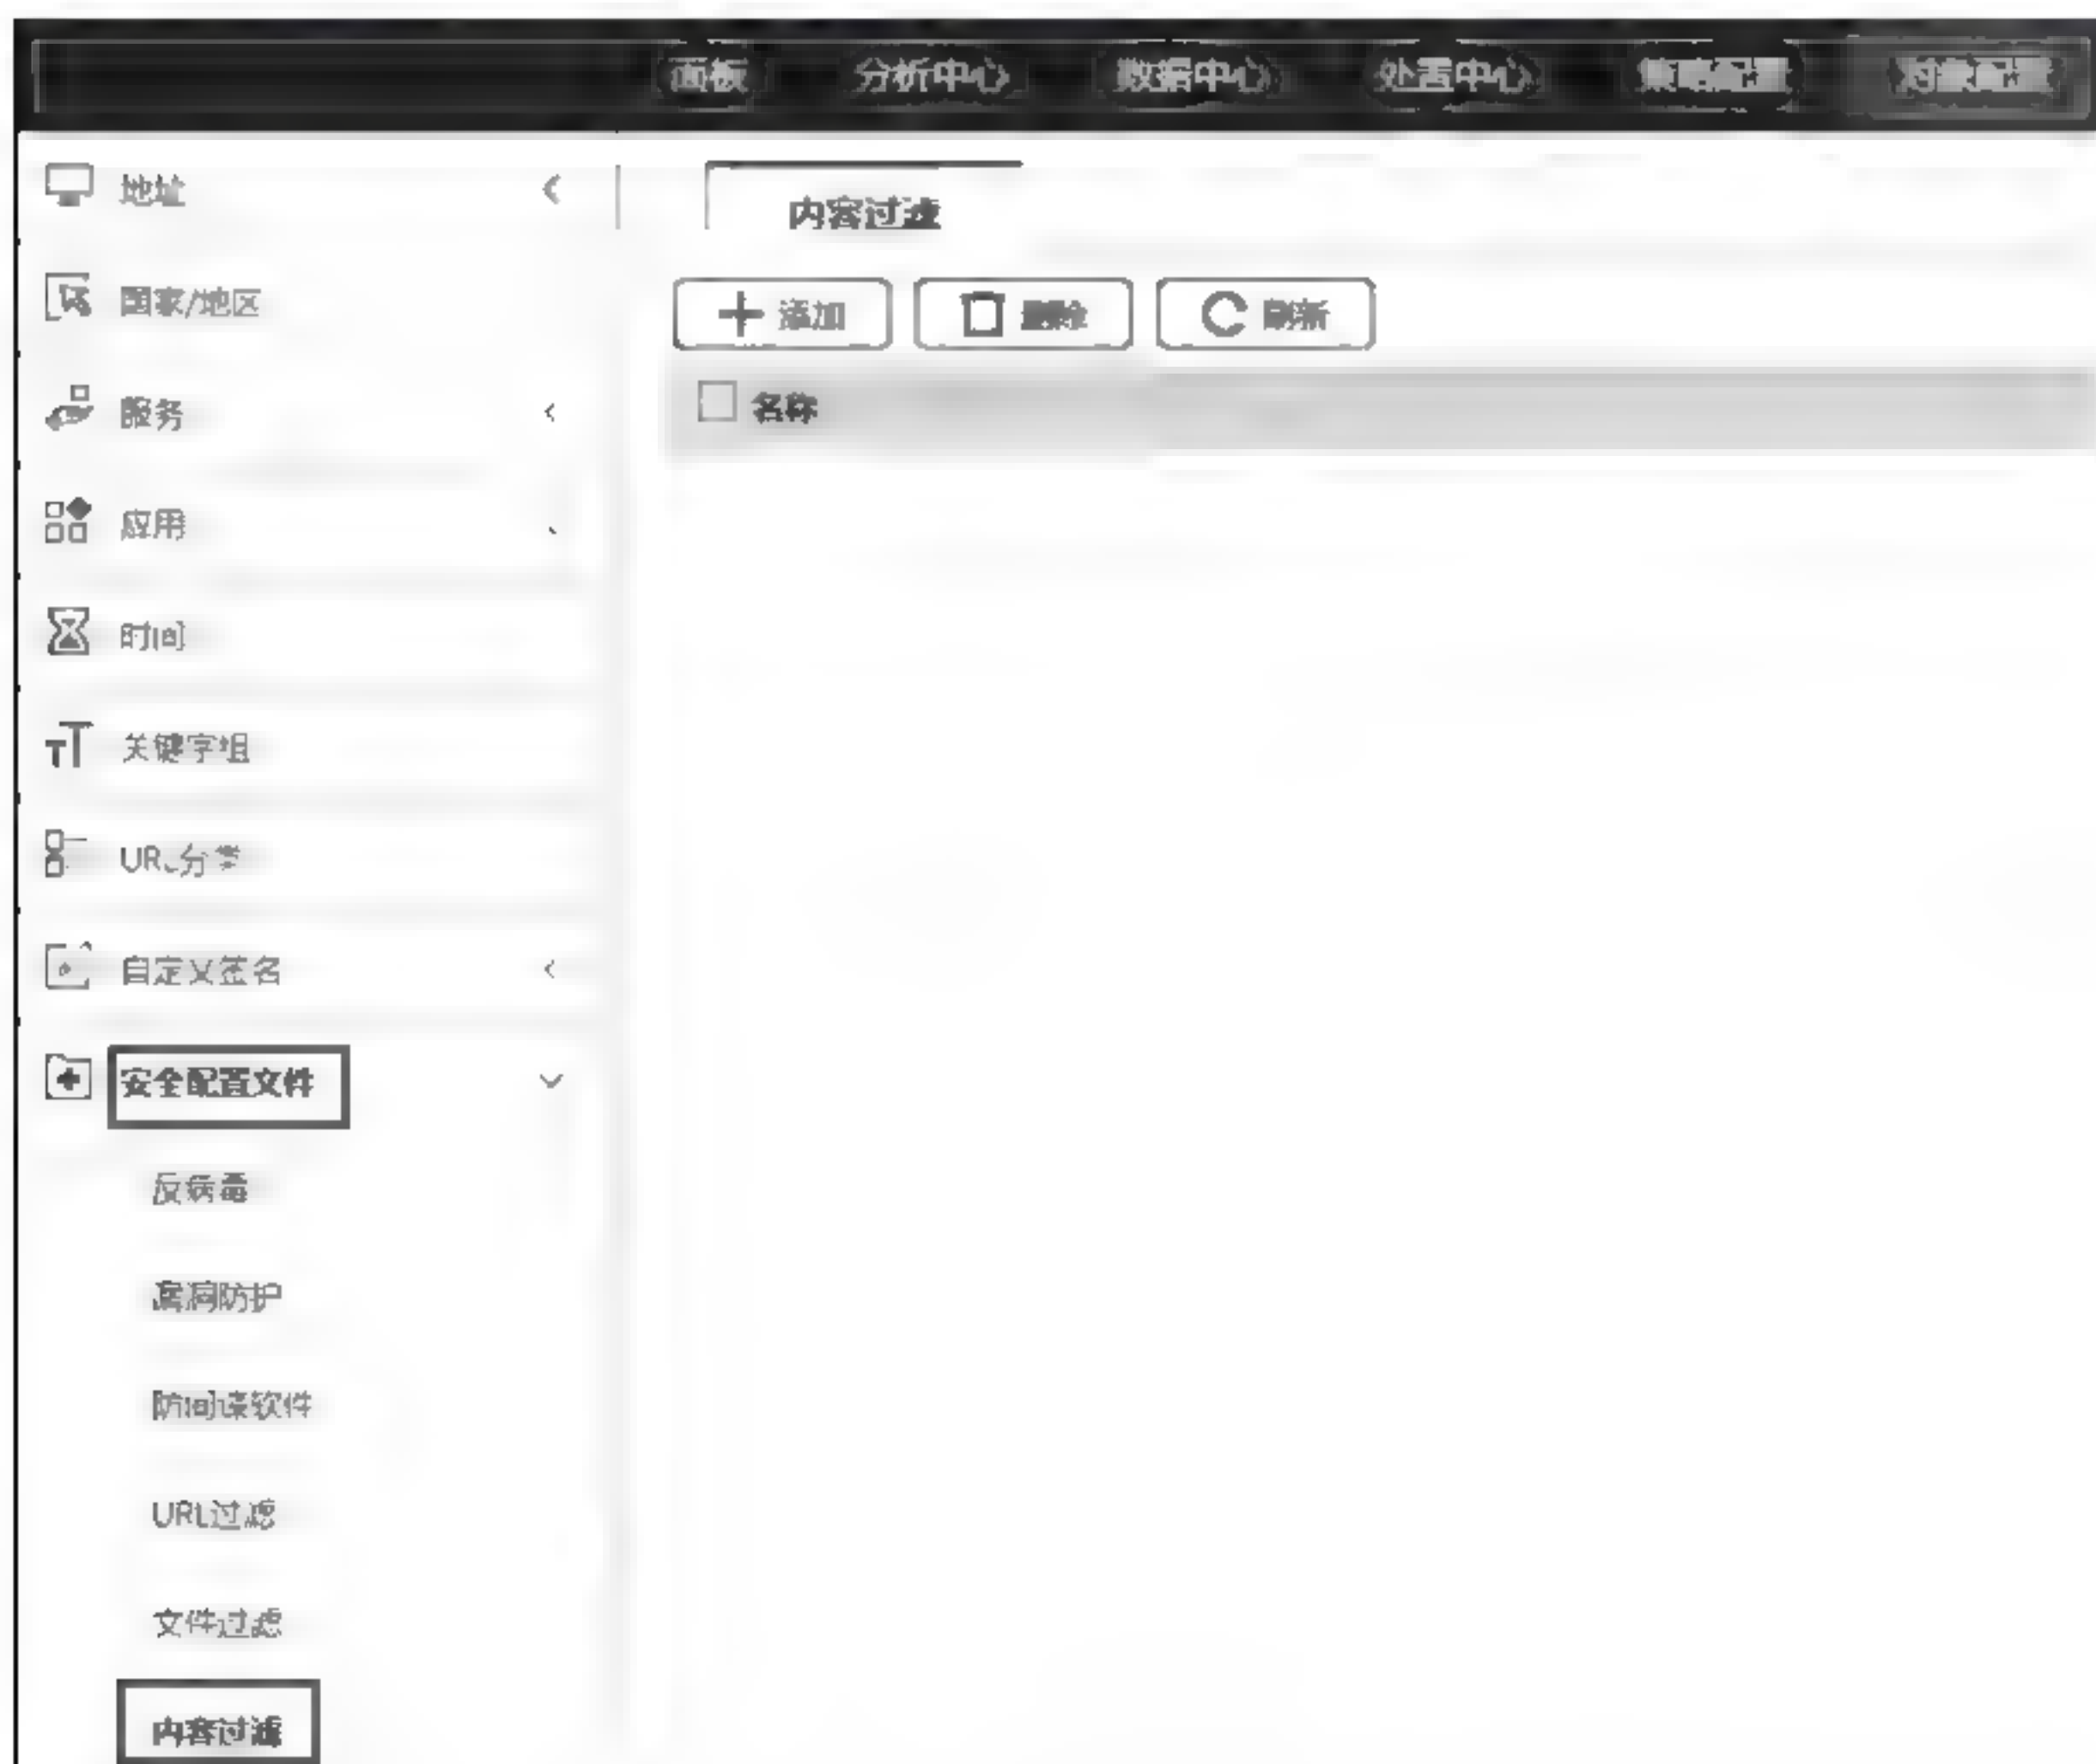 面板 分析中心 数据中心 处置中心 策略配置 对象配置
地址
内容过滤
国家/地区
添加 删除 刷新
服务
名称
应用
时间
关键字组
URL分类
自定义签名
安全配置文件
反病毒
漏洞防护
防间谍软件
URL过滤
文件过滤
内容过滤